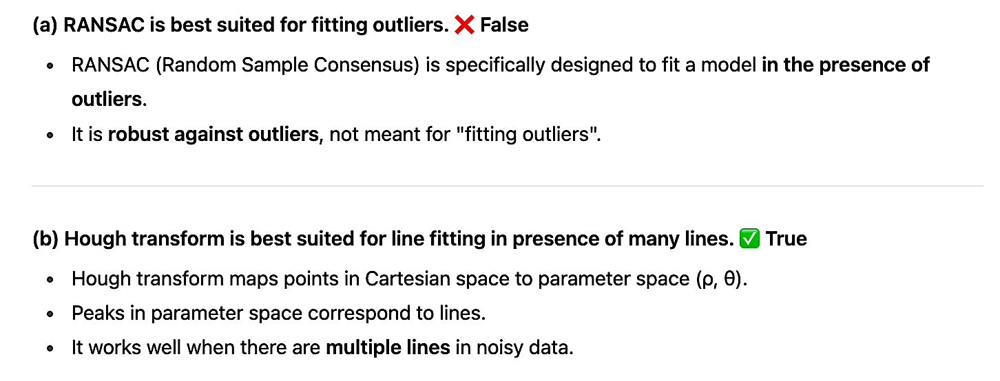 (a) RANSAC is best suited for fitting outliers. ❌ False
• RANSAC (Random Sample Consensus) is specifically designed to fit a model in the presence of
outliers.
• It is robust against outliers, not meant for "fitting outliers".
(b) Hough transform is best suited for line fitting in presence of many lines. ✅ True
• Hough transform maps points in Cartesian space to parameter space (ρ, θ).
• Peaks in parameter space correspond to lines.
• It works well when there are multiple lines in noisy data.